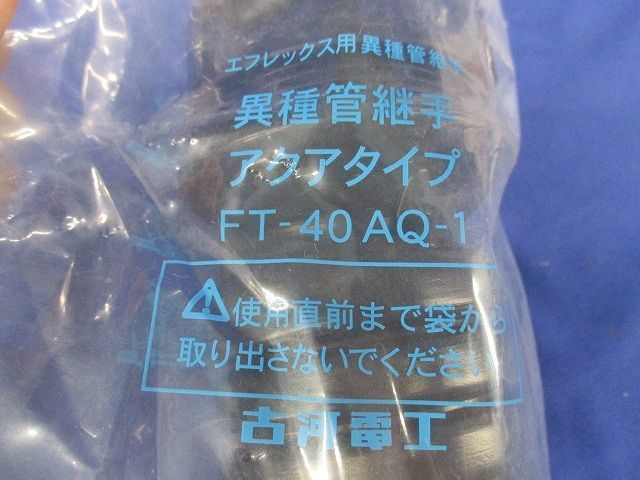 エフレックス用異種管継手
異種管継手
アクアタイプ
FT-40AQ-1
使用直前まで袋から
取り出さないでください
古河電工